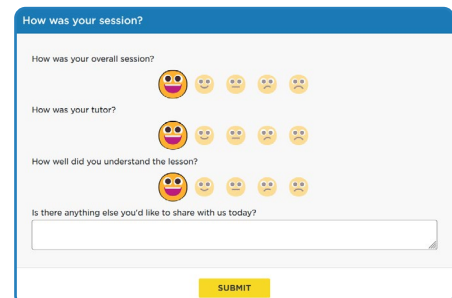 How was your session?
How was your overall session?
How was your tutor?
How well did you understand the lesson?
Is there anything else you'd like to share with us today?
SUBMIT